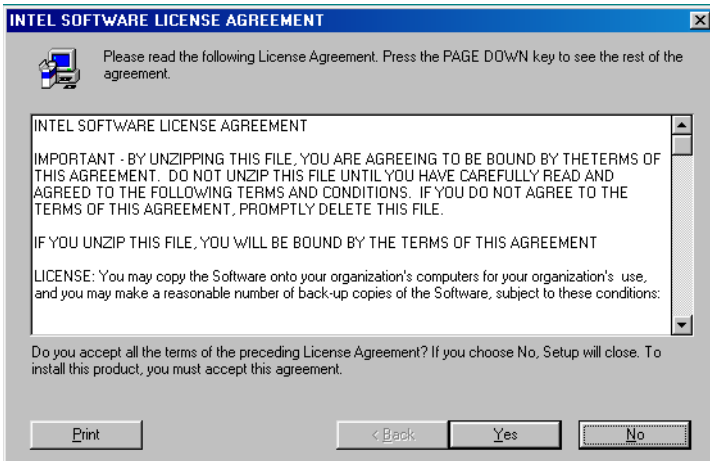 INTEL SOFTWARE LICENSE AGREEMENT
Please read the following License Agreement. Press the PAGE DOWN key to see the rest of the
agreement.
INTEL SOFTWARE LICENSE AGREEMENT
IMPORTANT - BY UNZIPPING THIS FILE, YOU ARE AGREEING TO BE BOUND BY THETERMS OF
THIS AGREEMENT.  DO NOT UNZIP THIS FILE UNTIL YOU HAVE CAREFULLY READ AND
AGREED TO THE FOLLOWING TERMS AND CONDITIONS.  IF YOU DO NOT AGREE TO THE
TERMS OF THIS AGREEMENT, PROMPTLY DELETE THIS FILE.
IF YOU UNZIP THIS FILE, YOU WILL BE BOUND BY THE TERMS OF THIS AGREEMENT
LICENSE: You may copy the Software onto your organization's computers for your organization's  use,
and you may make a reasonable number of back-up copies of the Software, subject to these conditions:
Do you accept all the terms of the preceding License Agreement? If you choose No, Setup will close. To
install this product, you must accept this agreement.
Print < Back Yes No